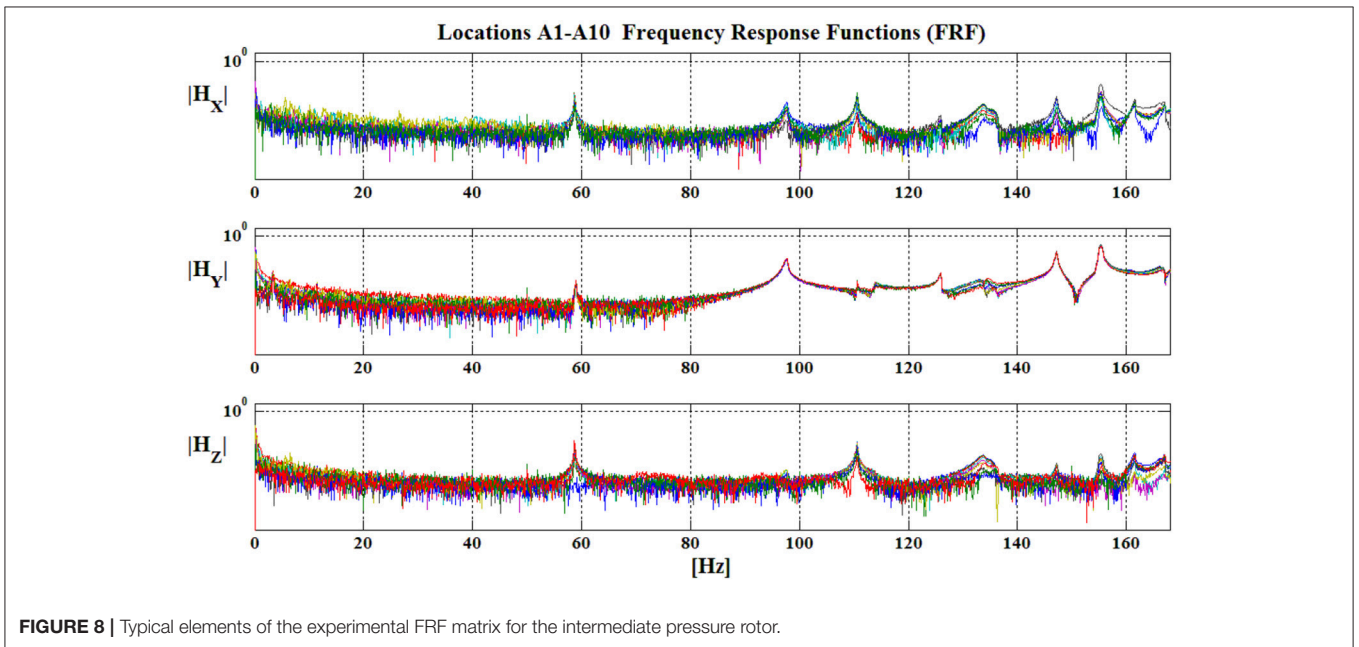 Locations A1-A10 Frequency Response Functions (FRF)
10^0
|H_X|
0 20 40 60 80 100 120 140 160
10^0
|H_Y|
0 20 40 60 80 100 120 140 160
10^0
|H_Z|
0 20 40 60 80 100 120 140 160
[Hz]
FIGURE 8 | Typical elements of the experimental FRF matrix for the intermediate pressure rotor.